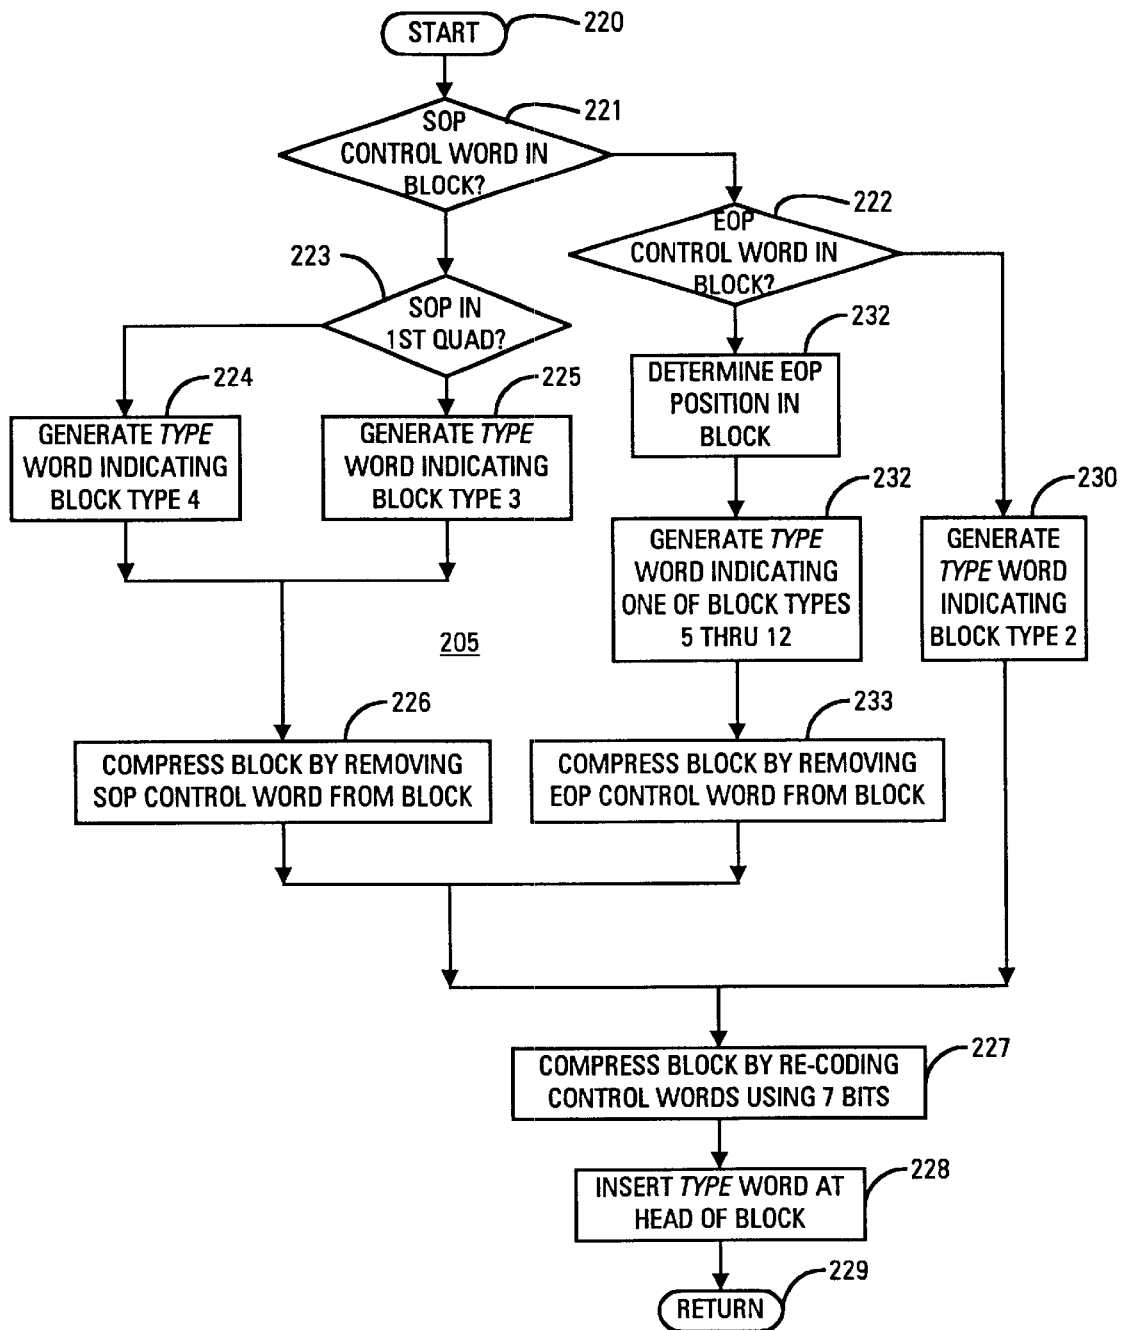 START
220
SOP
CONTROL WORD IN
BLOCK?
221
EOP
CONTROL WORD IN
BLOCK?
222
SOP IN
1ST QUAD?
223
DETERMINE EOP
POSITION IN
BLOCK
232
GENERATE TYPE
WORD INDICATING
BLOCK TYPE 4
224
GENERATE TYPE
WORD INDICATING
BLOCK TYPE 3
225
GENERATE TYPE
WORD INDICATING
ONE OF BLOCK TYPES
5 THRU 12
232
GENERATE
TYPE WORD
INDICATING
BLOCK TYPE 2
230
205
COMPRESS BLOCK BY REMOVING
SOP CONTROL WORD FROM BLOCK
226
COMPRESS BLOCK BY REMOVING
EOP CONTROL WORD FROM BLOCK
233
COMPRESS BLOCK BY RE-CODING
CONTROL WORDS USING 7 BITS
227
INSERT TYPE WORD AT
HEAD OF BLOCK
228
RETURN
229